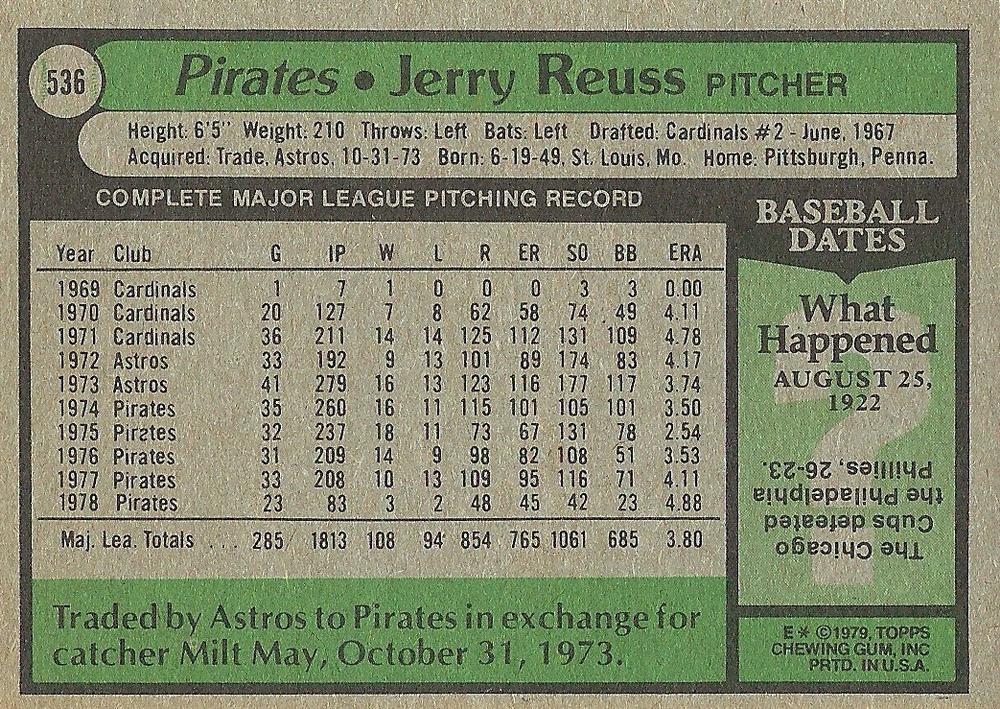 536
Pirates • Jerry Reuss PITCHER
Height: 6'5" Weight: 210 Throws: Left Bats: Left Drafted: Cardinals #2 - June, 1967
Acquired: Trade, Astros, 10-31-73 Born: 6-19-49, St. Louis, Mo. Home: Pittsburgh, Penna.
COMPLETE MAJOR LEAGUE PITCHING RECORD
Year Club G IP W L R ER SO BB ERA
1969 Cardinals 1 7 1 0 0 0 3 3 0.00
1970 Cardinals 20 127 7 8 62 58 74 49 4.11
1971 Cardinals 36 211 14 14 125 112 131 109 4.78
1972 Astros 33 192 9 13 101 89 174 83 4.17
1973 Astros 41 279 16 13 123 116 177 117 3.74
1974 Pirates 35 260 16 11 115 101 105 101 3.50
1975 Pirates 32 237 18 11 73 67 131 78 2.54
1976 Pirates 31 209 14 9 98 82 108 51 3.53
1977 Pirates 33 208 10 13 109 95 116 71 4.11
1978 Pirates 23 83 3 2 48 45 42 23 4.88
Maj. Lea. Totals . . . 285 1813 108 94 854 765 1061 685 3.80
Traded by Astros to Pirates in exchange for
catcher Milt May, October 31, 1973.
BASEBALL
DATES
What
Happened
AUGUST 25,
1922
The Chicago
Cubs defeated
the Philadelphia
Phillies, 26-23.
E * ©1979, TOPPS
CHEWING GUM, INC
PRTD. IN U.S.A.